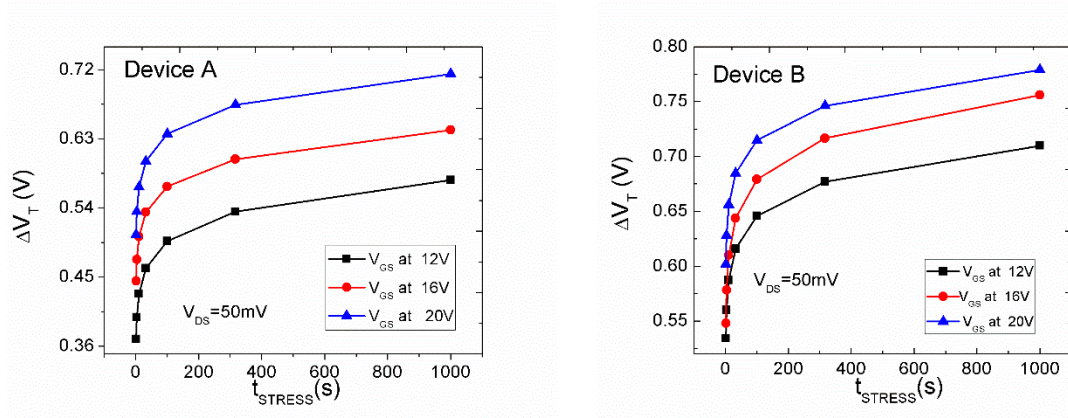 Device A
0.72
0.63
0.54
0.45
0.36
ΔV_T (V)
V_GS at 12V
V_GS at 16V
V_GS at 20V
V_DS=50mV
0 200 400 600 800 1000
t_STRESS(s)
Device B
0.80
0.75
0.70
0.65
0.60
0.55
ΔV_T (V)
V_GS at 12V
V_GS at 16V
V_GS at 20V
V_DS=50mV
0 200 400 600 800 1000
t_STRESS(s)